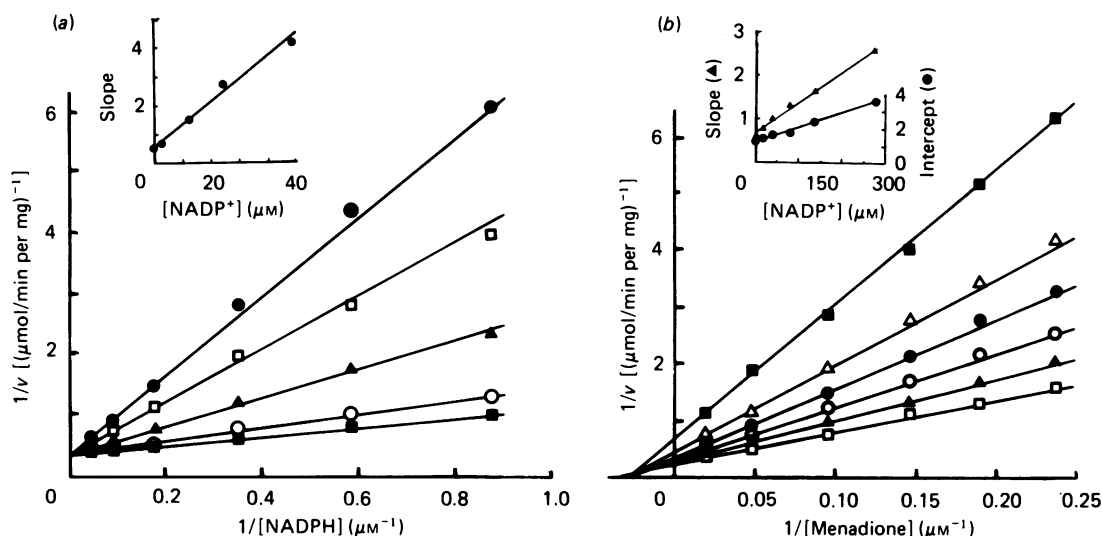 (a)
Slope
4
2
0
20
40
[NADP⁺] (μM)
1/v [(μmol/min per mg)⁻¹]
6
4
2
0
0.2
0.4
0.6
0.8
1.0
1/[NADPH] (μM⁻¹)
(b)
Slope (▲)
3
2
1
0
150
300
[NADP⁺] (μM)
Intercept (●)
4
2
0
1/v [(μmol/min per mg)⁻¹]
6
4
2
0
0.05
0.10
0.15
0.20
0.25
1/[Menadione] (μM⁻¹)